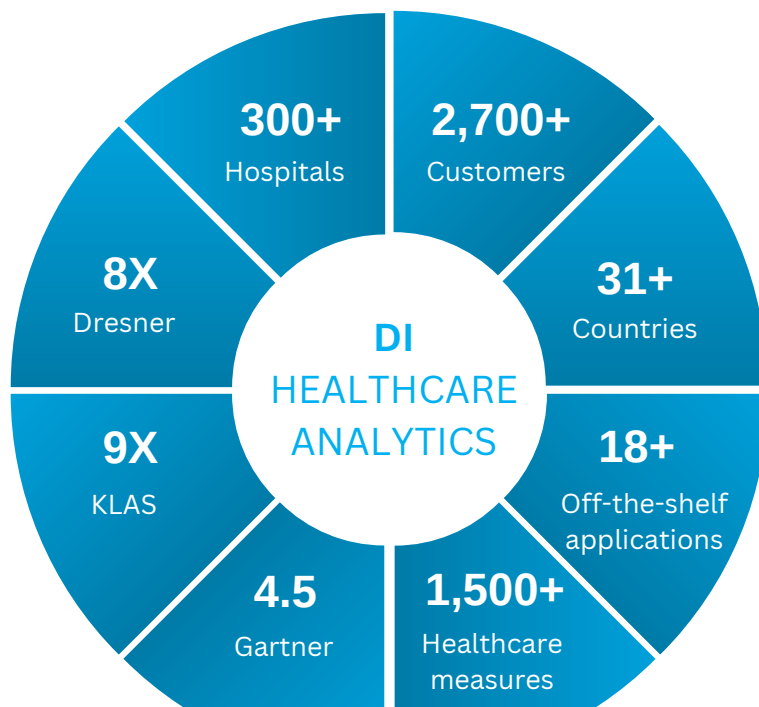 300+
Hospitals
2,700+
Customers
31+
Countries
18+
Off-the-shelf
applications
1,500+
Healthcare
measures
4.5
Gartner
9X
KLAS
8X
Dresner
DI
HEALTHCARE
ANALYTICS